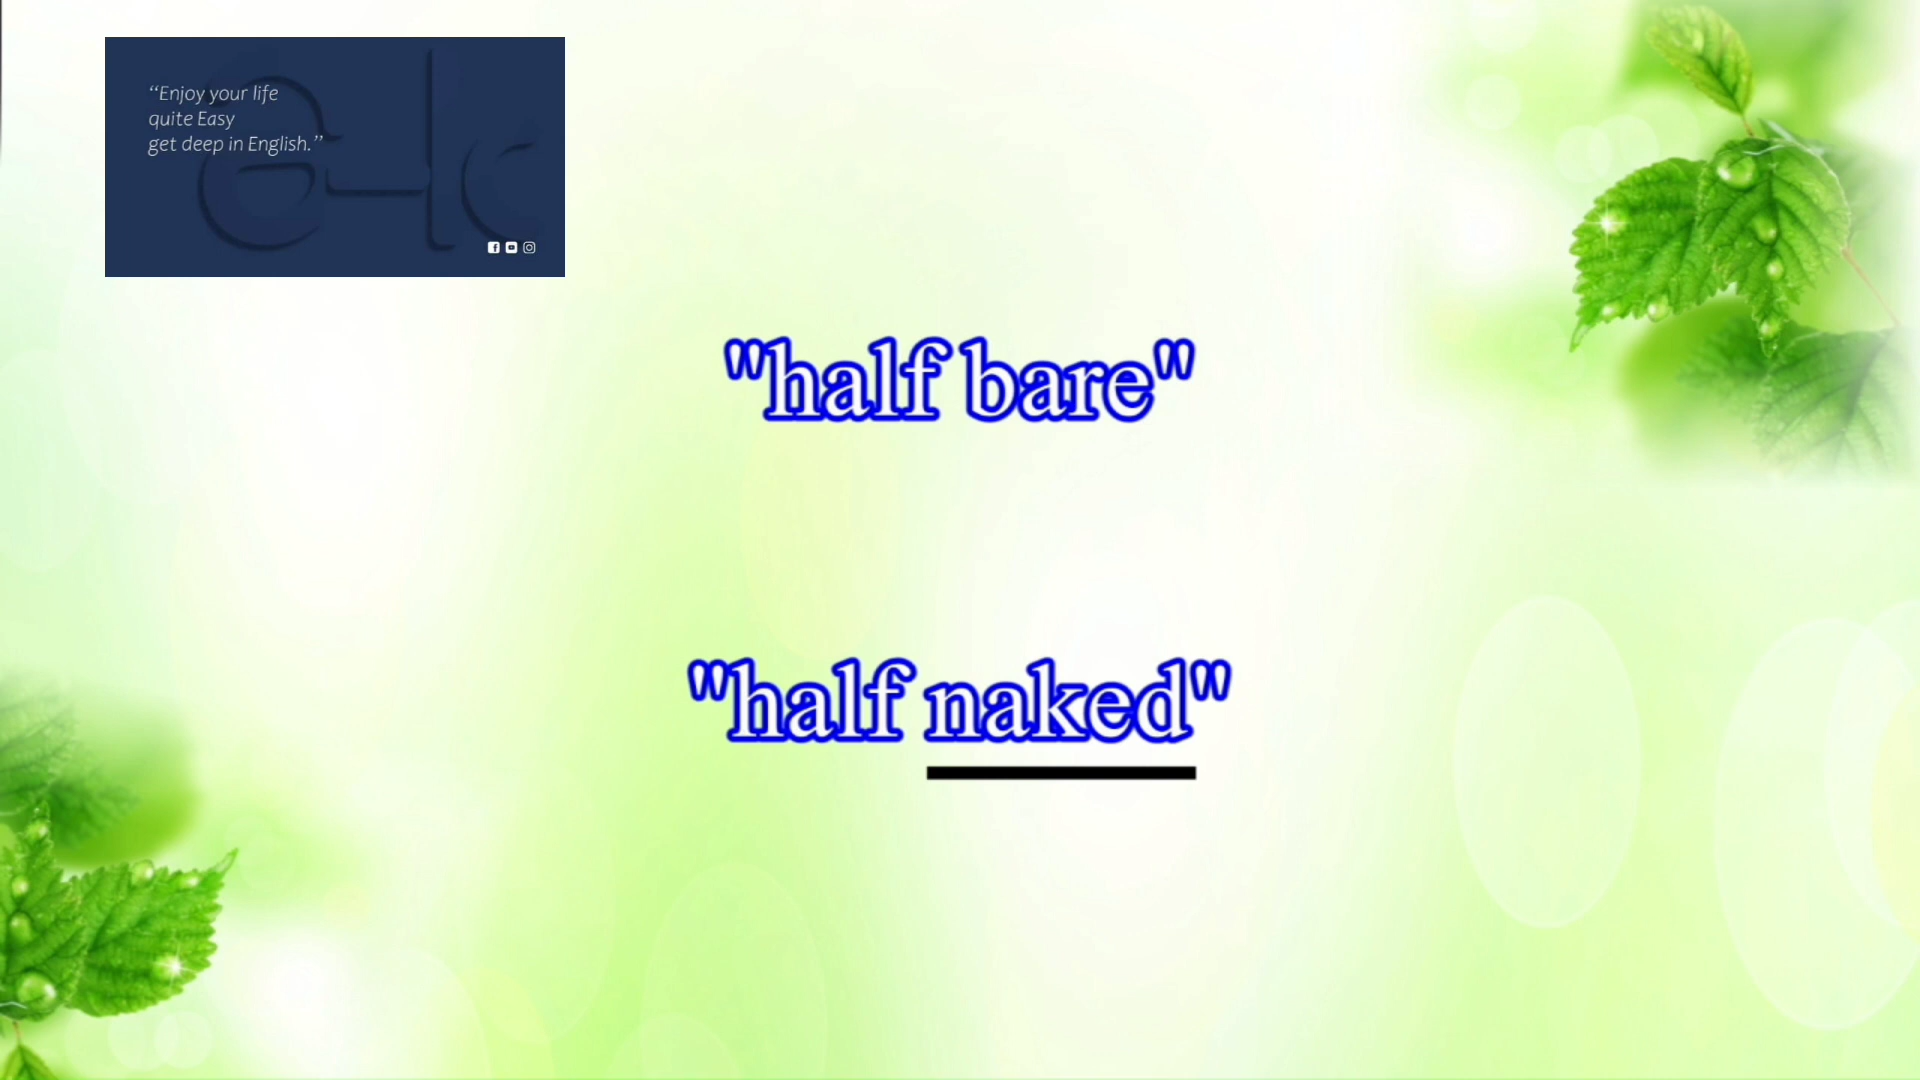 “Enjoy your life
quite Easy
get deep in English.”
"half bare"
"half naked"